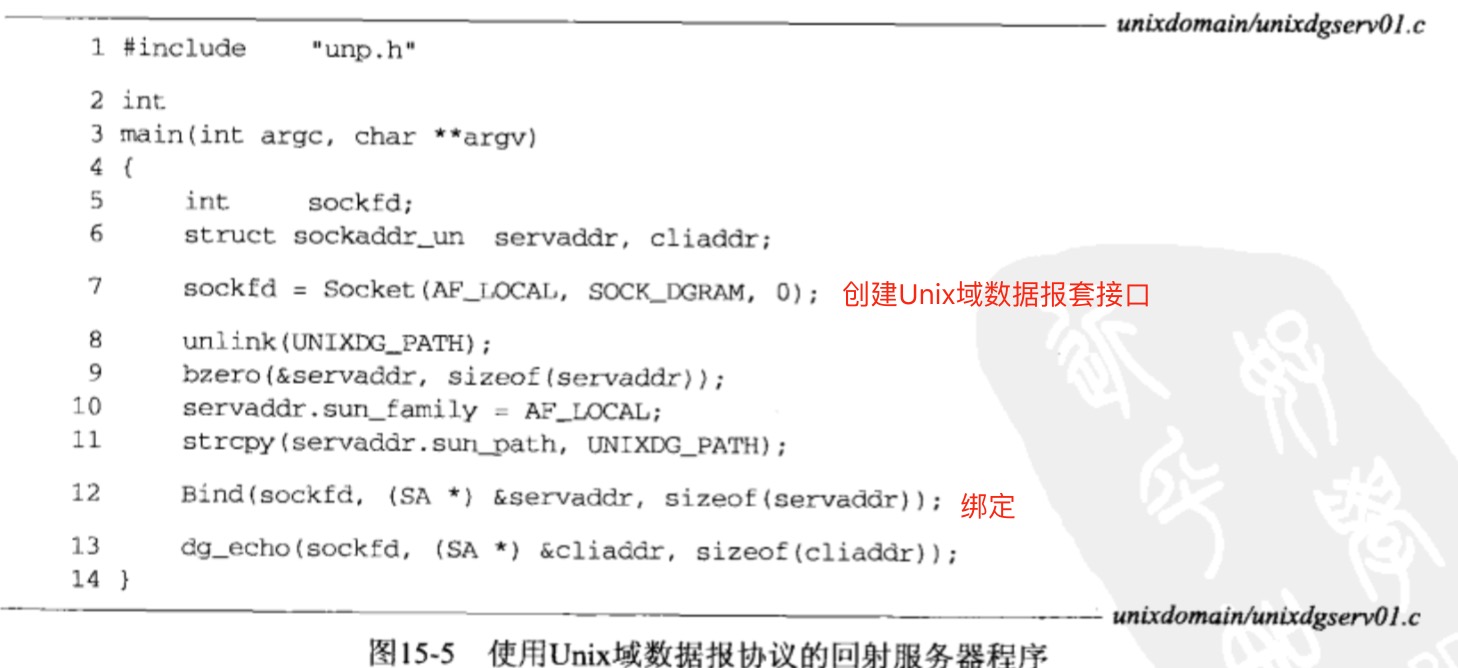 unixdomain/unixdgserv01.c
1 #include "unp.h"
2 int
3 main(int argc, char **argv)
4 {
5 int sockfd;
6 struct sockaddr_un servaddr, cliaddr;
7 sockfd = Socket(AF_LOCAL, SOCK_DGRAM, 0); 创建Unix域数据报套接口
8 unlink(UNIXDG_PATH);
9 bzero(&servaddr, sizeof(servaddr));
10 servaddr.sun_family = AF_LOCAL;
11 strcpy(servaddr.sun_path, UNIXDG_PATH);
12 Bind(sockfd, (SA *) &servaddr, sizeof(servaddr)); 绑定
13 dg_echo(sockfd, (SA *) &cliaddr, sizeof(cliaddr));
14 }
unixdomain/unixdgserv01.c
图15-5 使用Unix域数据报协议的回射服务器程序